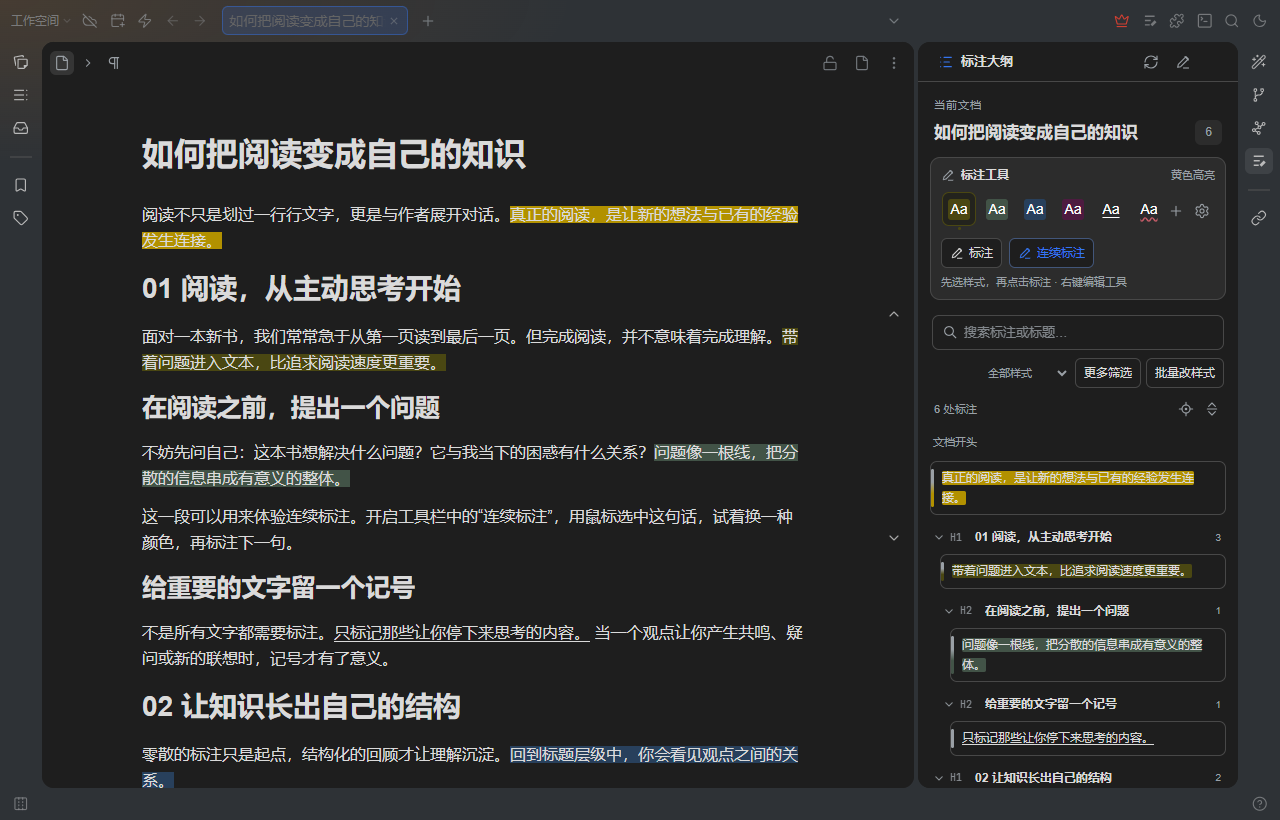 工作空间
如何把阅读变成自己的知
如何把阅读变成自己的知识
阅读不只是划过一行行文字，更是与作者展开对话。真正的阅读，是让新的想法与已有的经验
发生连接。
01 阅读，从主动思考开始
面对一本新书，我们常常急于从第一页读到最后一页。但完成阅读，并不意味着完成理解。带
着问题进入文本，比追求阅读速度更重要。
在阅读之前，提出一个问题
不妨先问自己：这本书想解决什么问题？它与我当下的困惑有什么关系？问题像一根线，把分
散的信息串成有意义的整体。
这一段可以用来体验连续标注。开启工具栏中的“连续标注”，用鼠标选中这句话，试着换一种
颜色，再标注下一句。
给重要的文字留一个记号
不是所有文字都需要标注。只标记那些让你停下来思考的内容。 当一个观点让你产生共鸣、疑
问或新的联想时，记号才有了意义。
02 让知识长出自己的结构
零散的标注只是起点，结构化的回顾才让理解沉淀。回到标题层级中，你会看见观点之间的关
系。
标注大纲
当前文档
如何把阅读变成自己的知识 6
标注工具 黄色高亮
Aa Aa Aa Aa Aa Aa
标注 连续标注
先选样式，再点击标注 · 右键编辑工具
搜索标注或标题...
全部样式 更多筛选 批量改样式
6 处标注
文档开头
真正的阅读，是让新的想法与已有的经验发生连
接。
H1 01 阅读，从主动思考开始 3
带着问题进入文本，比追求阅读速度更重要。
H2 在阅读之前，提出一个问题 1
问题像一根线，把分散的信息串成有意义的整
体。
H2 给重要的文字留一个记号 1
只标记那些让你停下来思考的内容。
H1 02 让知识长出自己的结构 2